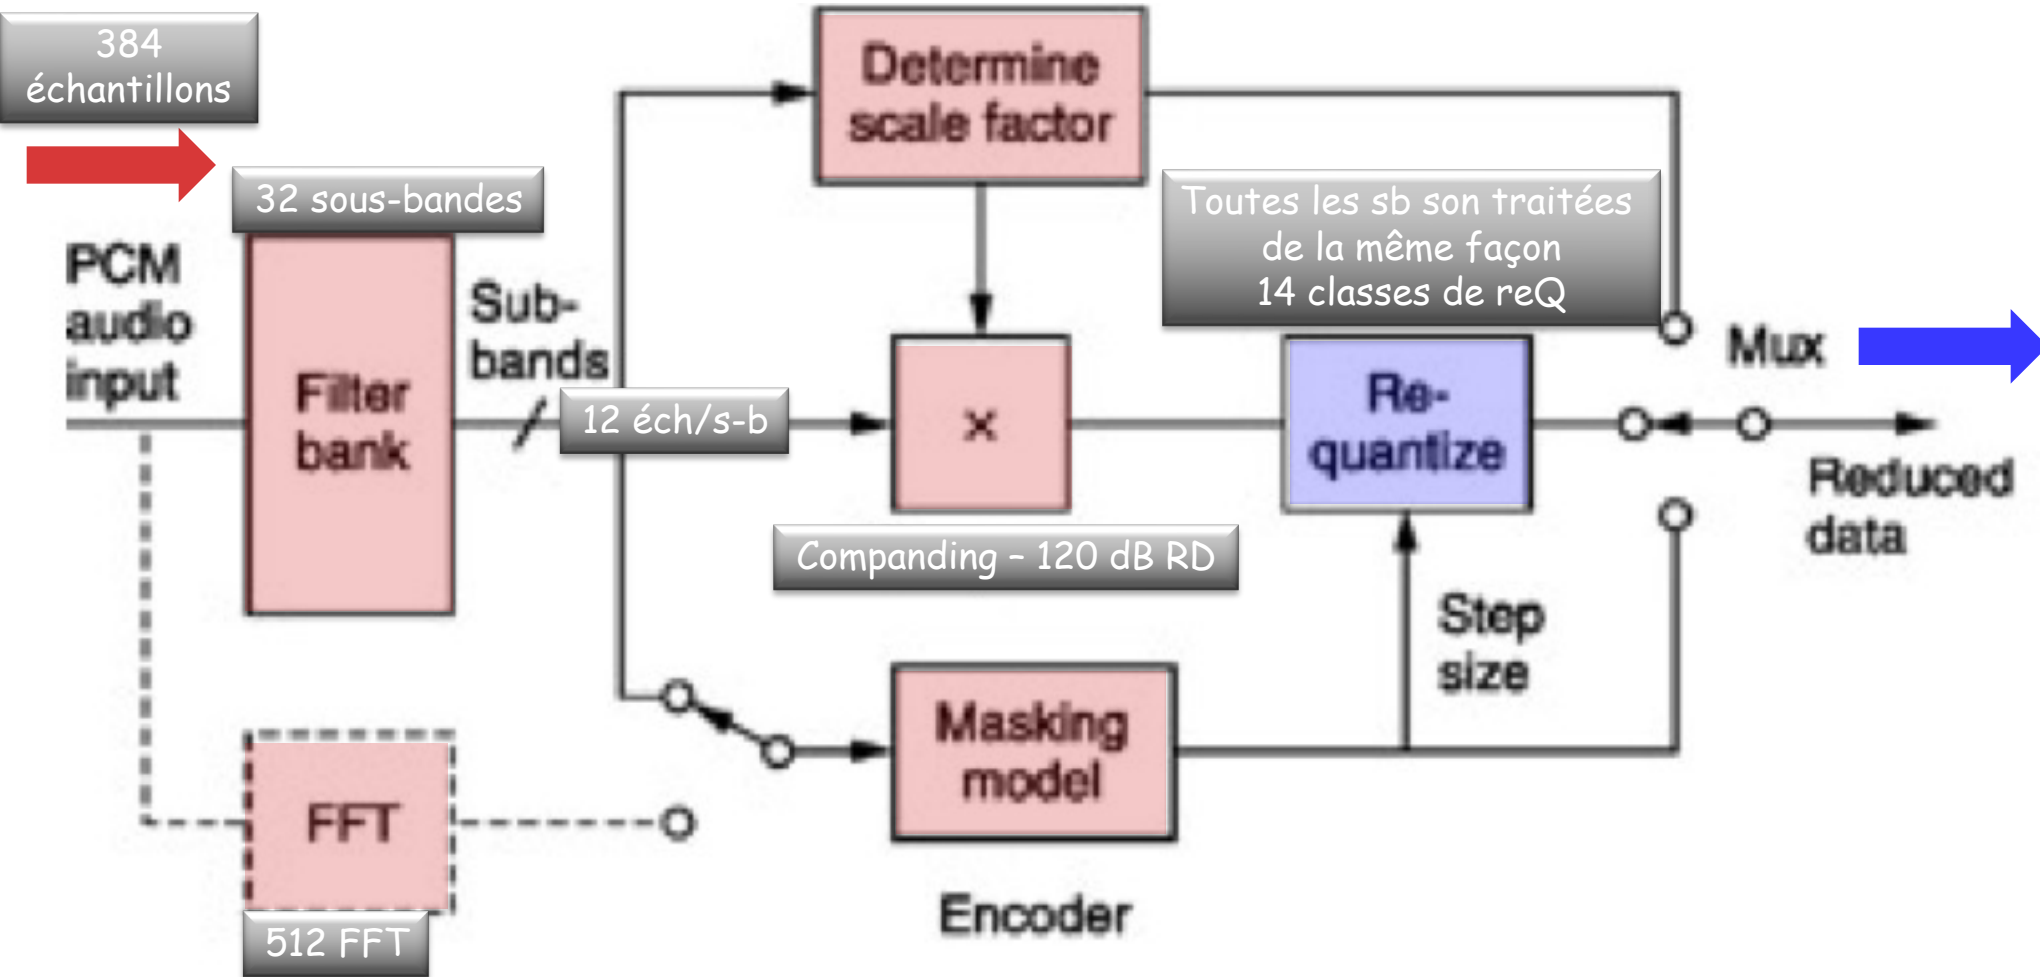 384
échantillons
32 sous-bandes
PCM
audio
input
Filter
bank
Sub-
bands
12 éch/s-b
Determine
scale factor
Toutes les sb son traitées
de la même façon
14 classes de reQ
×
Re-
quantize
Mux
Reduced
data
Companding – 120 dB RD
Step
size
Masking
model
FFT
512 FFT
Encoder